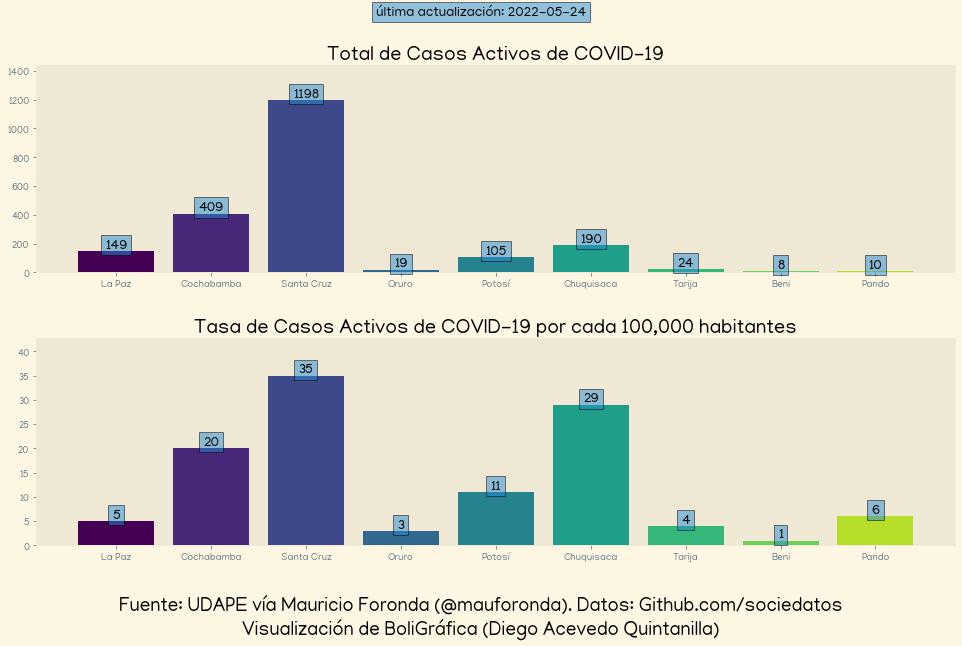 última actualización: 2022-05-24
Total de Casos Activos de COVID-19
1400
1200
1000
800
600
400
200
0
149
409
1198
19
105
190
24
8
10
La Paz
Cochabamba
Santa Cruz
Oruro
Potosí
Chuquisaca
Tarija
Beni
Pando
Tasa de Casos Activos de COVID-19 por cada 100,000 habitantes
40
35
30
25
20
15
10
5
0
5
20
35
3
11
29
4
1
6
La Paz
Cochabamba
Santa Cruz
Oruro
Potosí
Chuquisaca
Tarija
Beni
Pando
Fuente: UDAPE vía Mauricio Foronda (@mauforonda). Datos: Github.com/sociedatos
Visualización de BoliGráfica (Diego Acevedo Quintanilla)